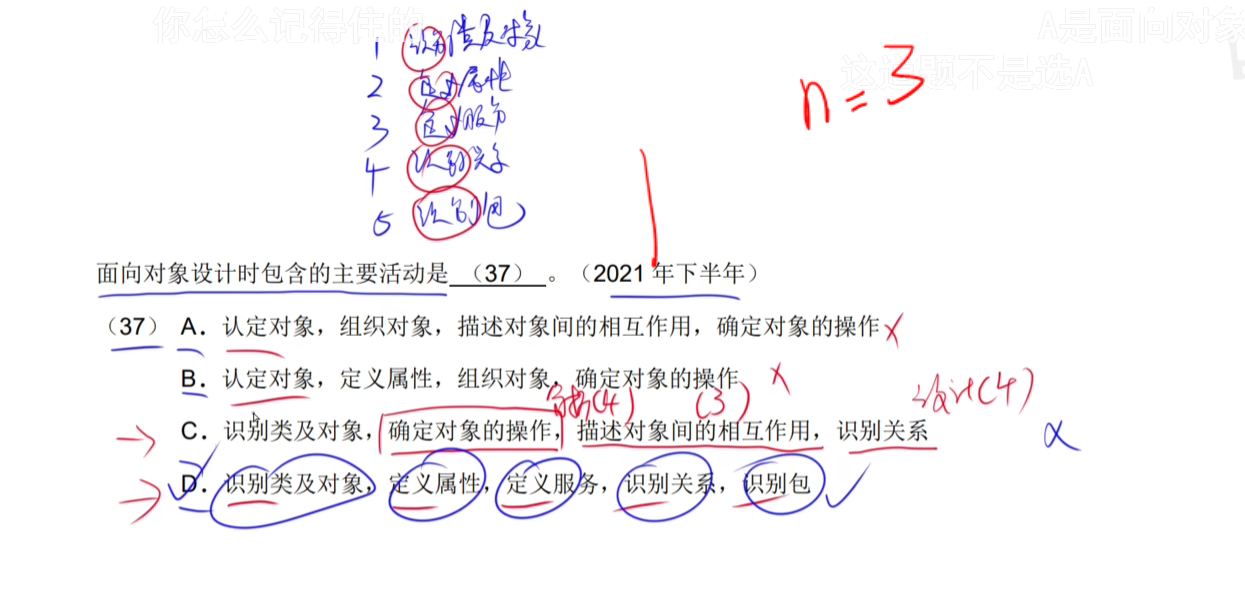 你怎么记得住的
A是面向对象
这道题不是选A
1 识别类及对象
2 定义属性
3 定义服务
4 识别关系
5 识别包
n=3
面向对象设计时包含的主要活动是 （37） 。（2021 年下半年）
（37） A．认定对象，组织对象，描述对象间的相互作用，确定对象的操作 ×
B．认定对象，定义属性，组织对象，确定对象的操作 ×
分析(4) (3) 设计(4)
C．识别类及对象，确定对象的操作，描述对象间的相互作用，识别关系 ×
D．识别类及对象，定义属性，定义服务，识别关系，识别包